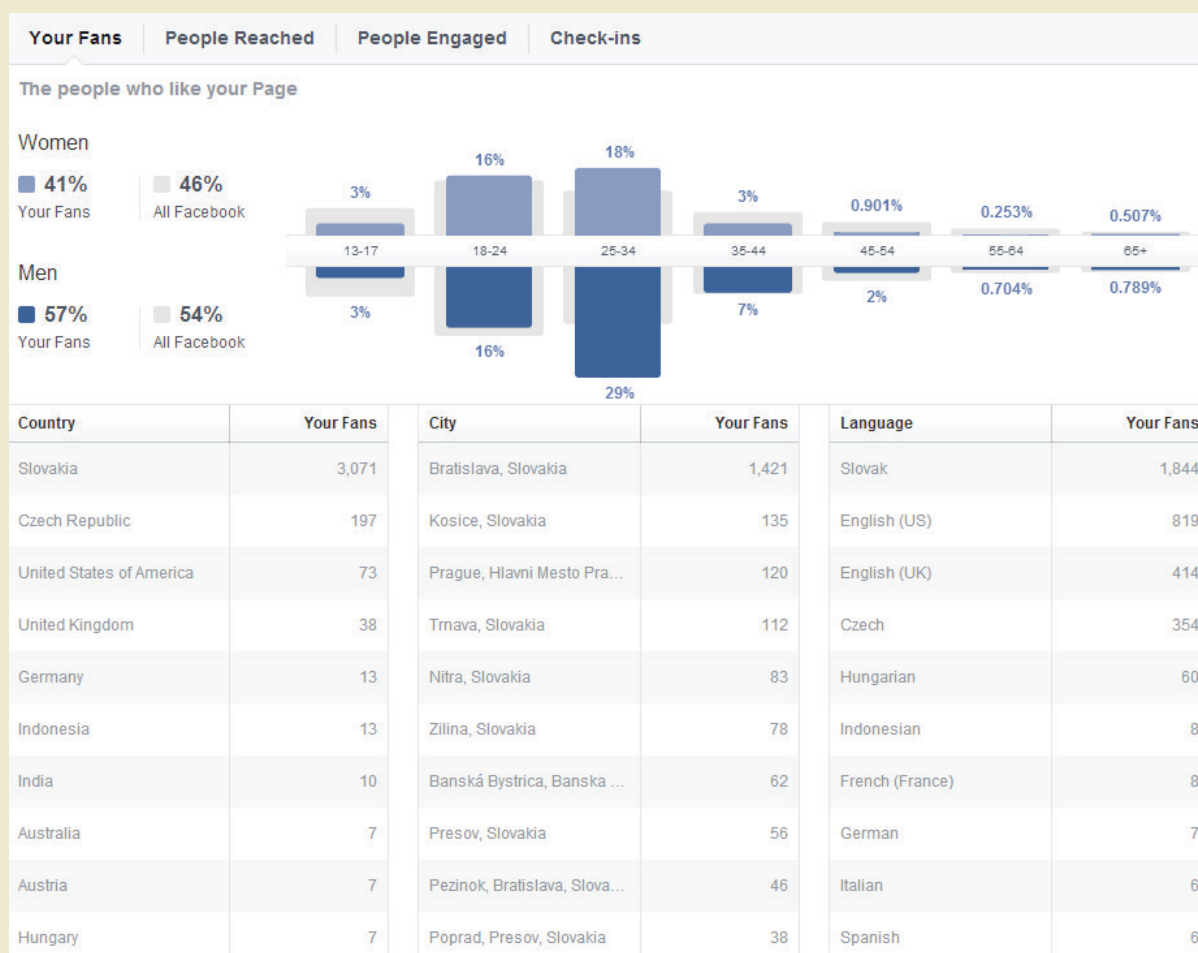 Your Fans People Reached People Engaged Check-ins
The people who like your Page
Women
41% 46%
Your Fans All Facebook
Men
57% 54%
Your Fans All Facebook
3% 16% 18% 3% 0.901% 0.253% 0.507%
13-17 18-24 25-34 35-44 45-54 55-64 65+
3% 16% 29% 7% 2% 0.704% 0.789%
Country Your Fans City Your Fans Language Your Fans
Slovakia 3,071 Bratislava, Slovakia 1,421 Slovak 1,844
Czech Republic 197 Kosice, Slovakia 135 English (US) 819
United States of America 73 Prague, Hlavni Mesto Pra... 120 English (UK) 414
United Kingdom 38 Trnava, Slovakia 112 Czech 354
Germany 13 Nitra, Slovakia 83 Hungarian 60
Indonesia 13 Zilina, Slovakia 78 Indonesian 8
India 10 Banská Bystrica, Banska ... 62 French (France) 8
Australia 7 Presov, Slovakia 56 German 7
Austria 7 Pezinok, Bratislava, Slova... 46 Italian 6
Hungary 7 Poprad, Presov, Slovakia 38 Spanish 6